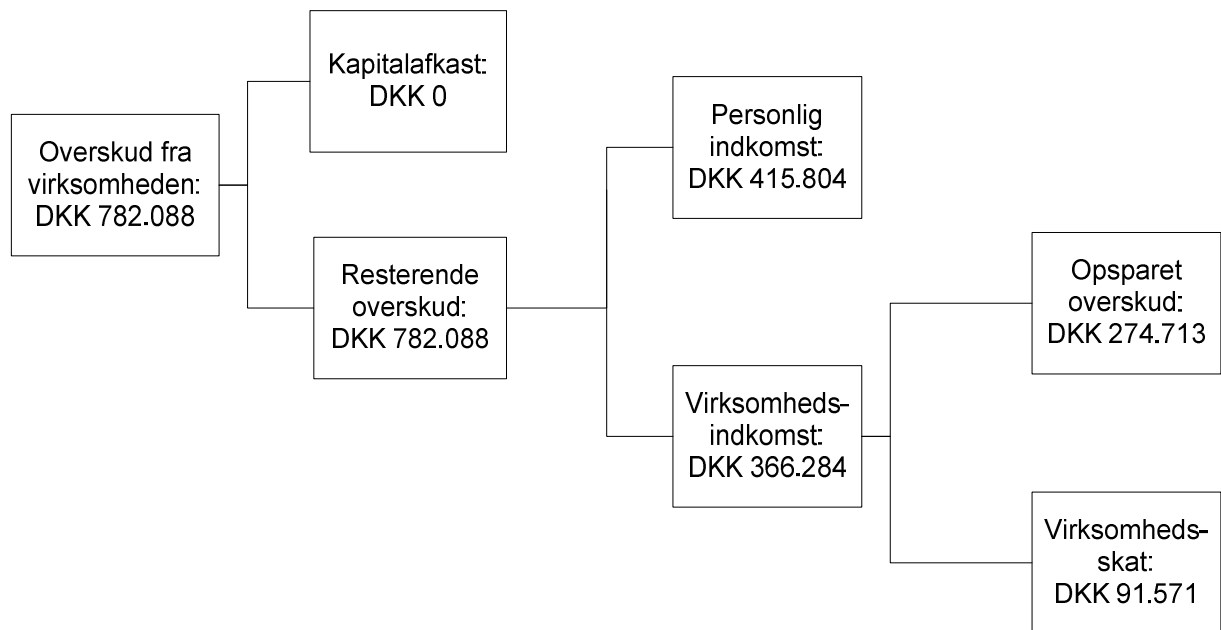 Overskud fra
virksomheden:
DKK 782.088
Kapitalafkast:
DKK 0
Resterende
overskud:
DKK 782.088
Personlig
indkomst:
DKK 415.804
Virksomheds-
indkomst:
DKK 366.284
Opsparet
overskud:
DKK 274.713
Virksomheds-
skat:
DKK 91.571